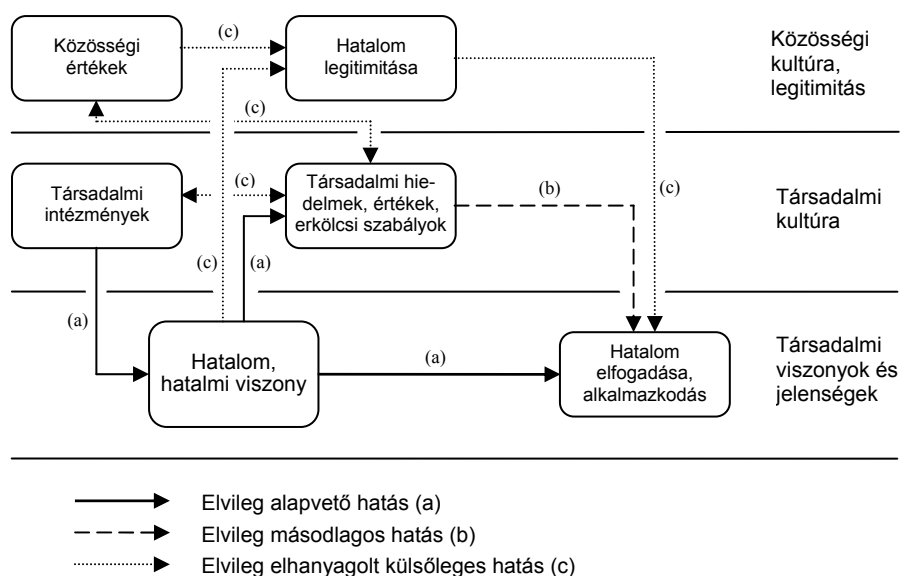 Közösségi
értékek
(c)
Hatalom
legitimitása
Közösségi
kultúra,
legitimitás
(c)
Társadalmi
intézmények
(c)
Társadalmi hie-
delmek, értékek,
erkölcsi szabályok
(b)
(c)
Társadalmi
kultúra
(c)
(a)
(a)
Hatalom,
hatalmi viszony
(a)
Hatalom
elfogadása,
alkalmazkodás
Társadalmi
viszonyok és
jelenségek
Elvileg alapvető hatás (a)
Elvileg másodlagos hatás (b)
Elvileg elhanyagolt külsőleges hatás (c)